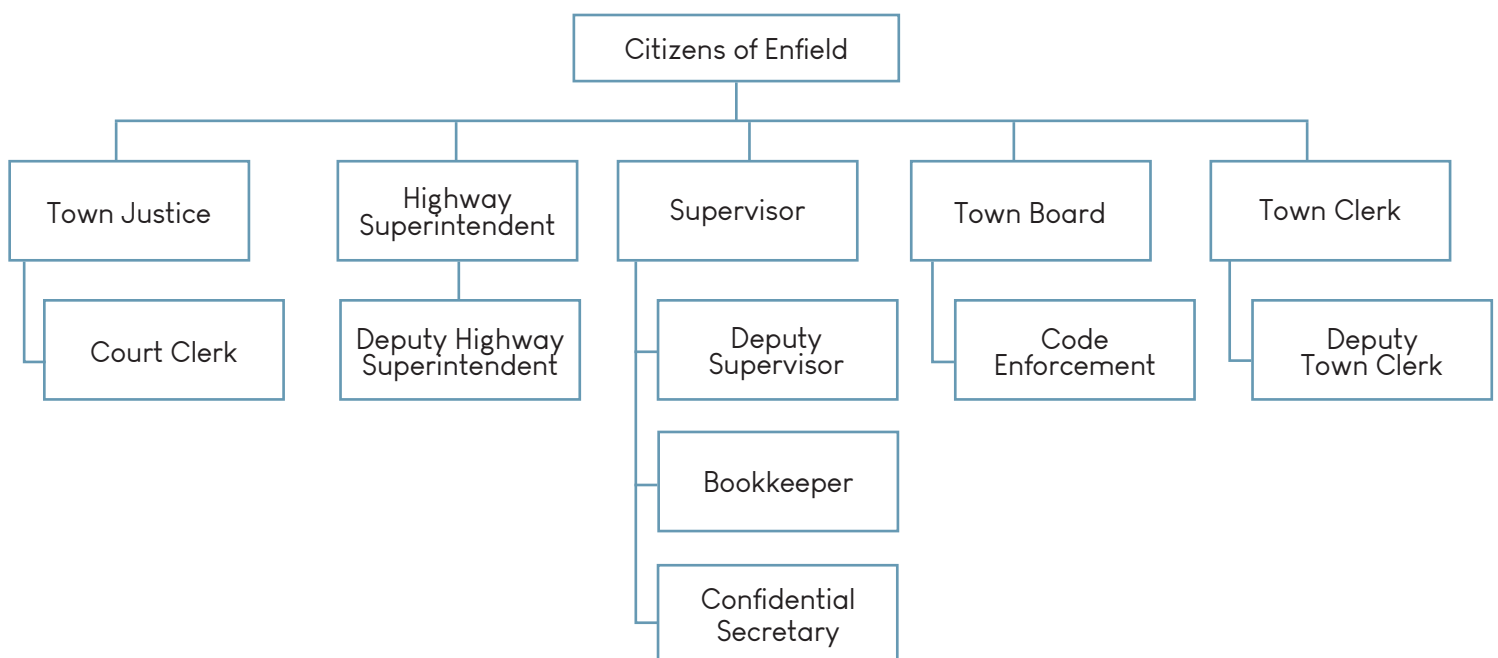 Citizens of Enfield
Town Justice
Highway
Superintendent
Supervisor
Town Board
Town Clerk
Court Clerk
Deputy Highway
Superintendent
Deputy
Supervisor
Code
Enforcement
Deputy
Town Clerk
Bookkeeper
Confidential
Secretary